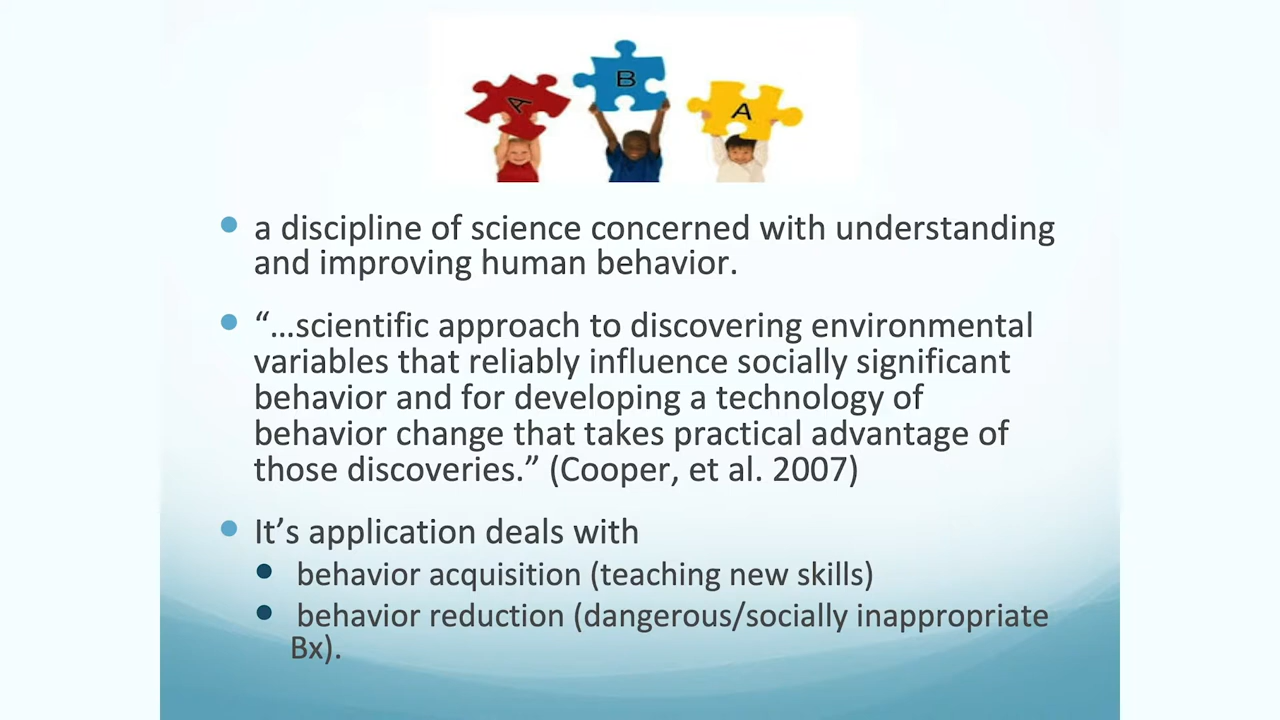 A B A
a discipline of science concerned with understanding
and improving human behavior.
“…scientific approach to discovering environmental
variables that reliably influence socially significant
behavior and for developing a technology of
behavior change that takes practical advantage of
those discoveries.” (Cooper, et al. 2007)
It’s application deals with
behavior acquisition (teaching new skills)
behavior reduction (dangerous/socially inappropriate
Bx).